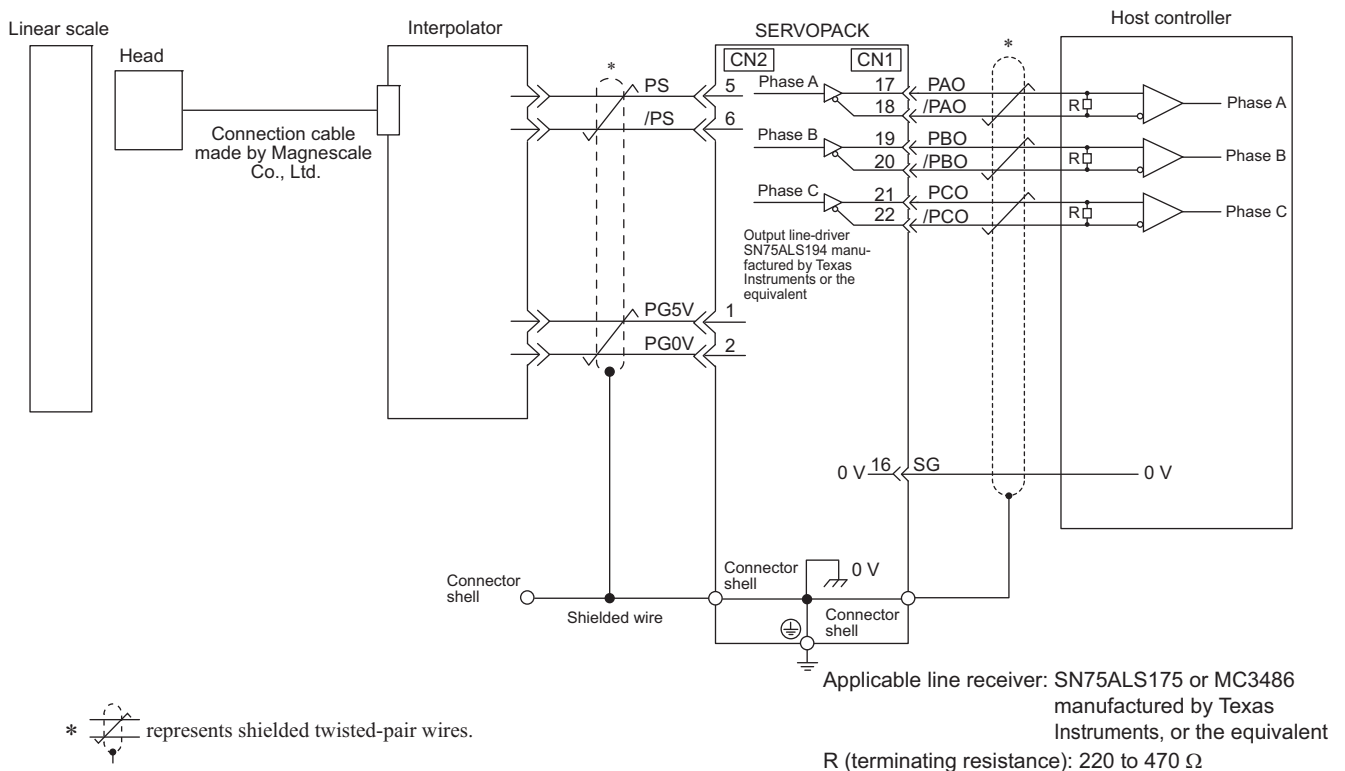 Linear scale
Head
Connection cable
made by Magnescale
Co., Ltd.
Interpolator
*
PS
/PS
PG5V
PG0V
SERVOPACK
CN2
CN1
5
6
1
2
Phase A
17
PAO
18
/PAO
Phase B
19
PBO
20
/PBO
Phase C
21
PCO
22
/PCO
Output line-driver
SN75ALS194 manu-
factured by Texas
Instruments or the
equivalent
*
Host controller
R
Phase A
R
Phase B
R
Phase C
0 V
16
SG
0 V
Connector
shell
Shielded wire
Connector
shell
0 V
Connector
shell
Applicable line receiver: SN75ALS175 or MC3486
manufactured by Texas
Instruments, or the equivalent
R (terminating resistance): 220 to 470 Ω
* represents shielded twisted-pair wires.